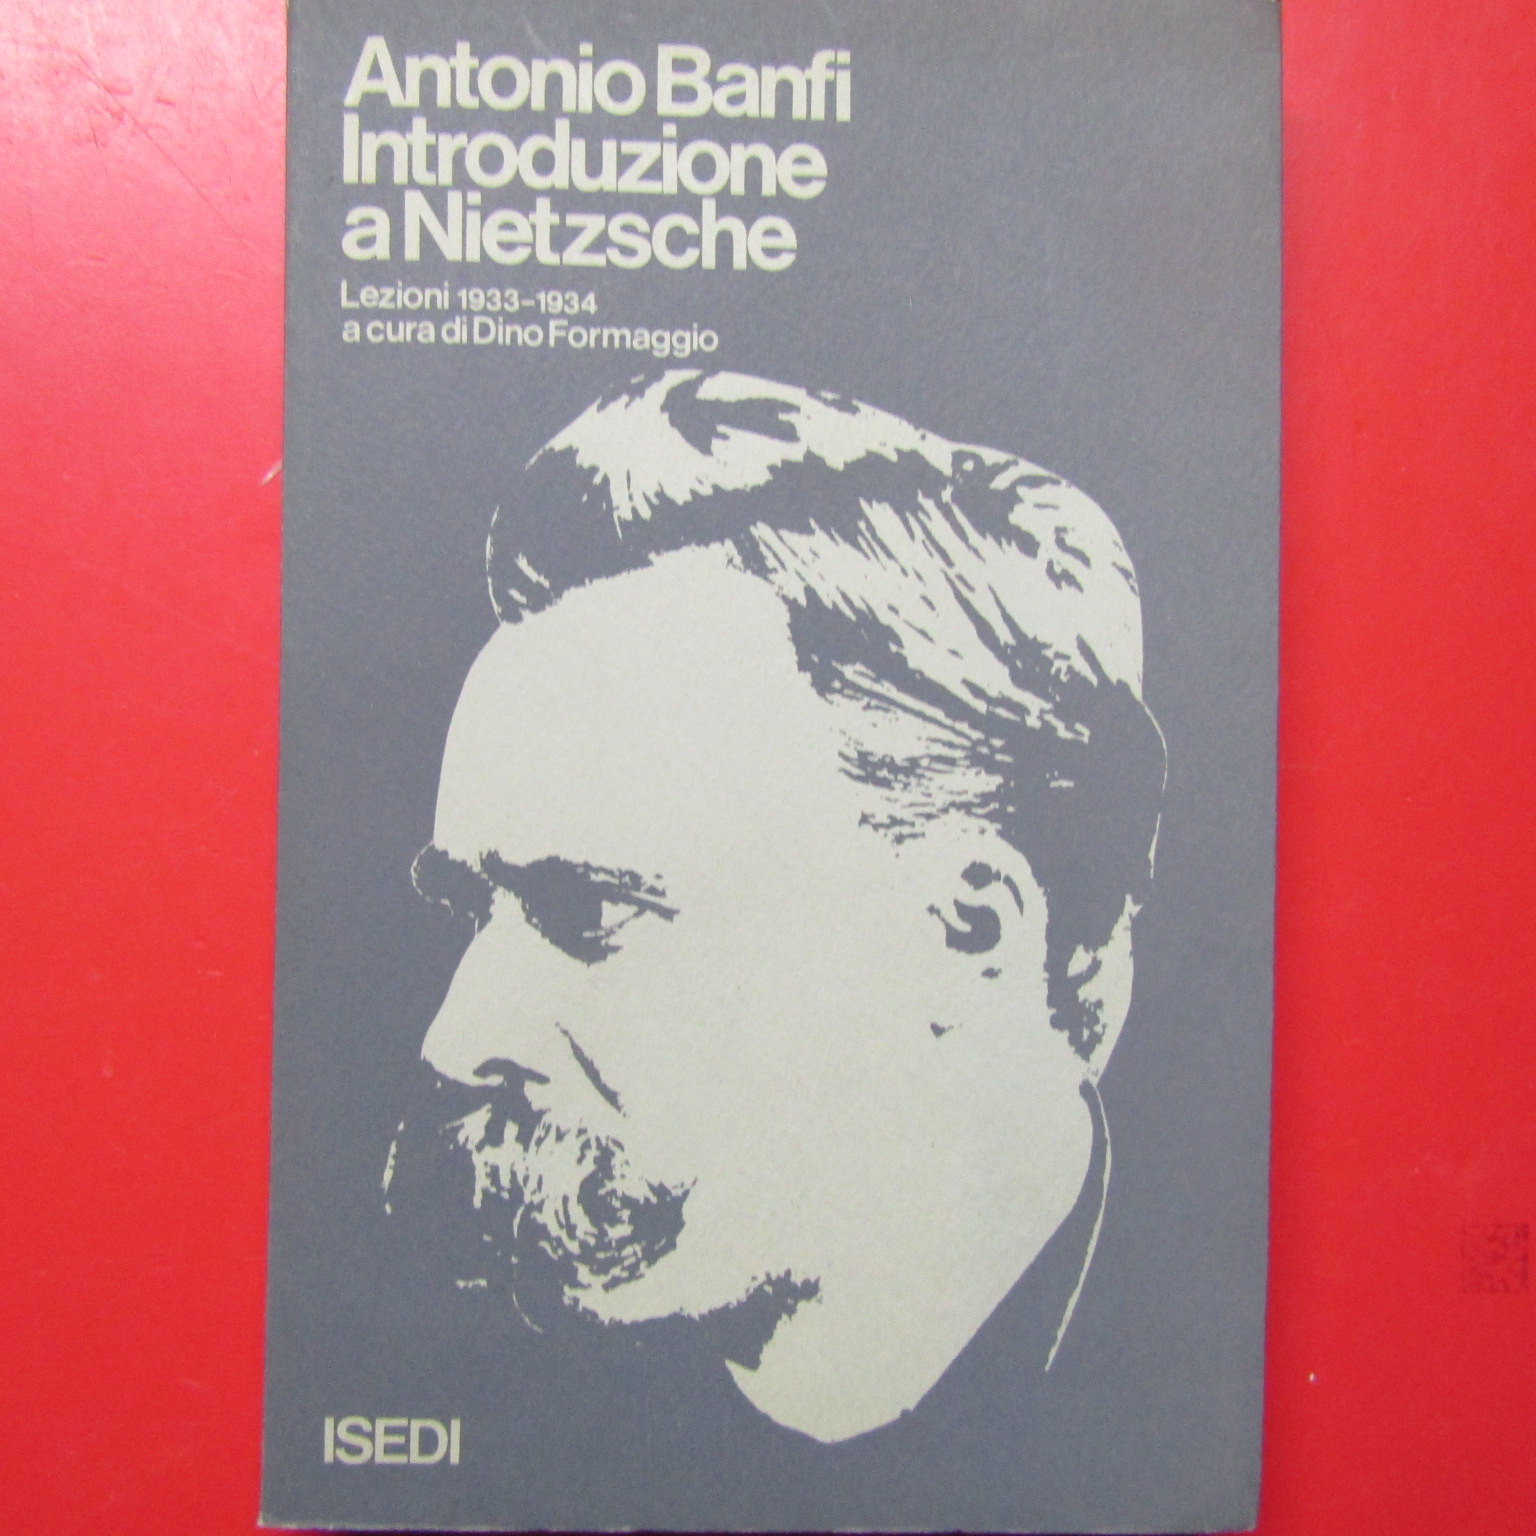 Antonio Banfi
Introduzione
a Nietzsche
Lezioni 1933-1934
a cura di Dino Formaggio
ISEDI